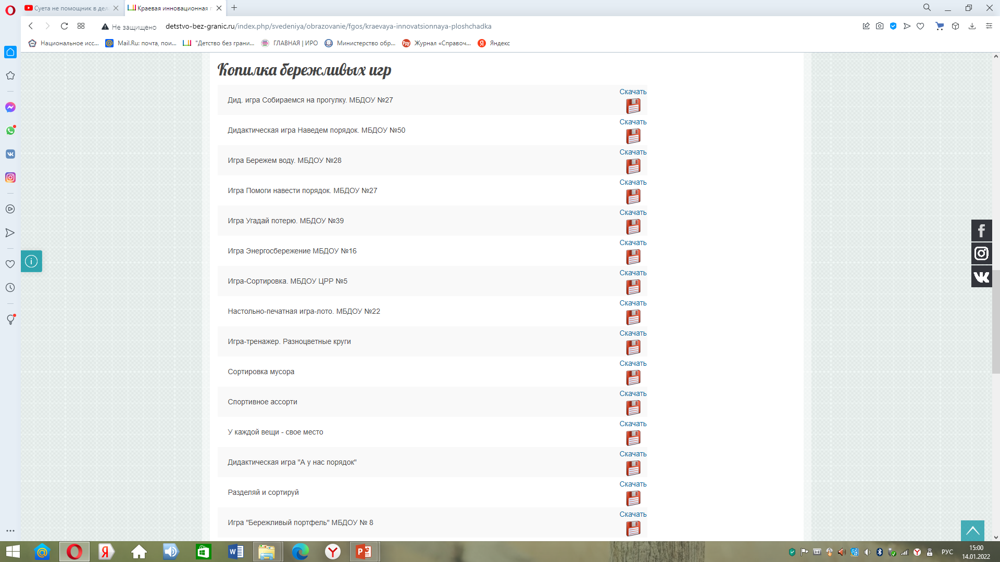 Суета не помощник в дел
Краевая инновационная п
Не защищено
detstvo-bez-granic.ru/index.php/svedeniya/obrazovanie/fgos/kraevaya-innovatsionnaya-ploshchadka
Национальное исс...
Mail.Ru: почта, пои...
"Детство без грани...
ГЛАВНАЯ | ИРО
Министерство обр...
Журнал «Справоч...
Яндекс
Копилка бережливых игр
Скачать
Дид. игра Собираемся на прогулку. МБДОУ №27
Скачать
Дидактическая игра Наведем порядок. МБДОУ №50
Скачать
Игра Бережем воду. МБДОУ №28
Скачать
Игра Помоги навести порядок. МБДОУ №27
Скачать
Игра Угадай потерю. МБДОУ №39
Скачать
Игра Энергосбережение МБДОУ №16
Скачать
Игра-Сортировка. МБДОУ ЦРР №5
Скачать
Настольно-печатная игра-лото. МБДОУ №22
Скачать
Игра-тренажер. Разноцветные круги
Скачать
Сортировка мусора
Скачать
Спортивное ассорти
Скачать
У каждой вещи - свое место
Скачать
Дидактическая игра "А у нас порядок"
Скачать
Разделяй и сортируй
Скачать
Игра "Бережливый портфель" МБДОУ № 8
РУС
15:00
14.01.2022